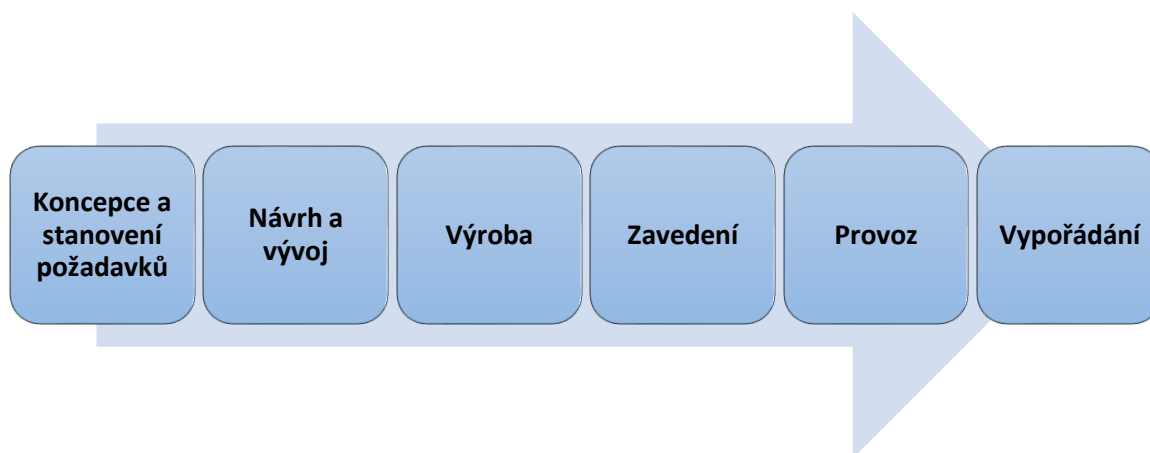 Koncepce a
stanovení
požadavků
Návrh a
vývoj
Výroba
Zavedení
Provoz
Vypořádání